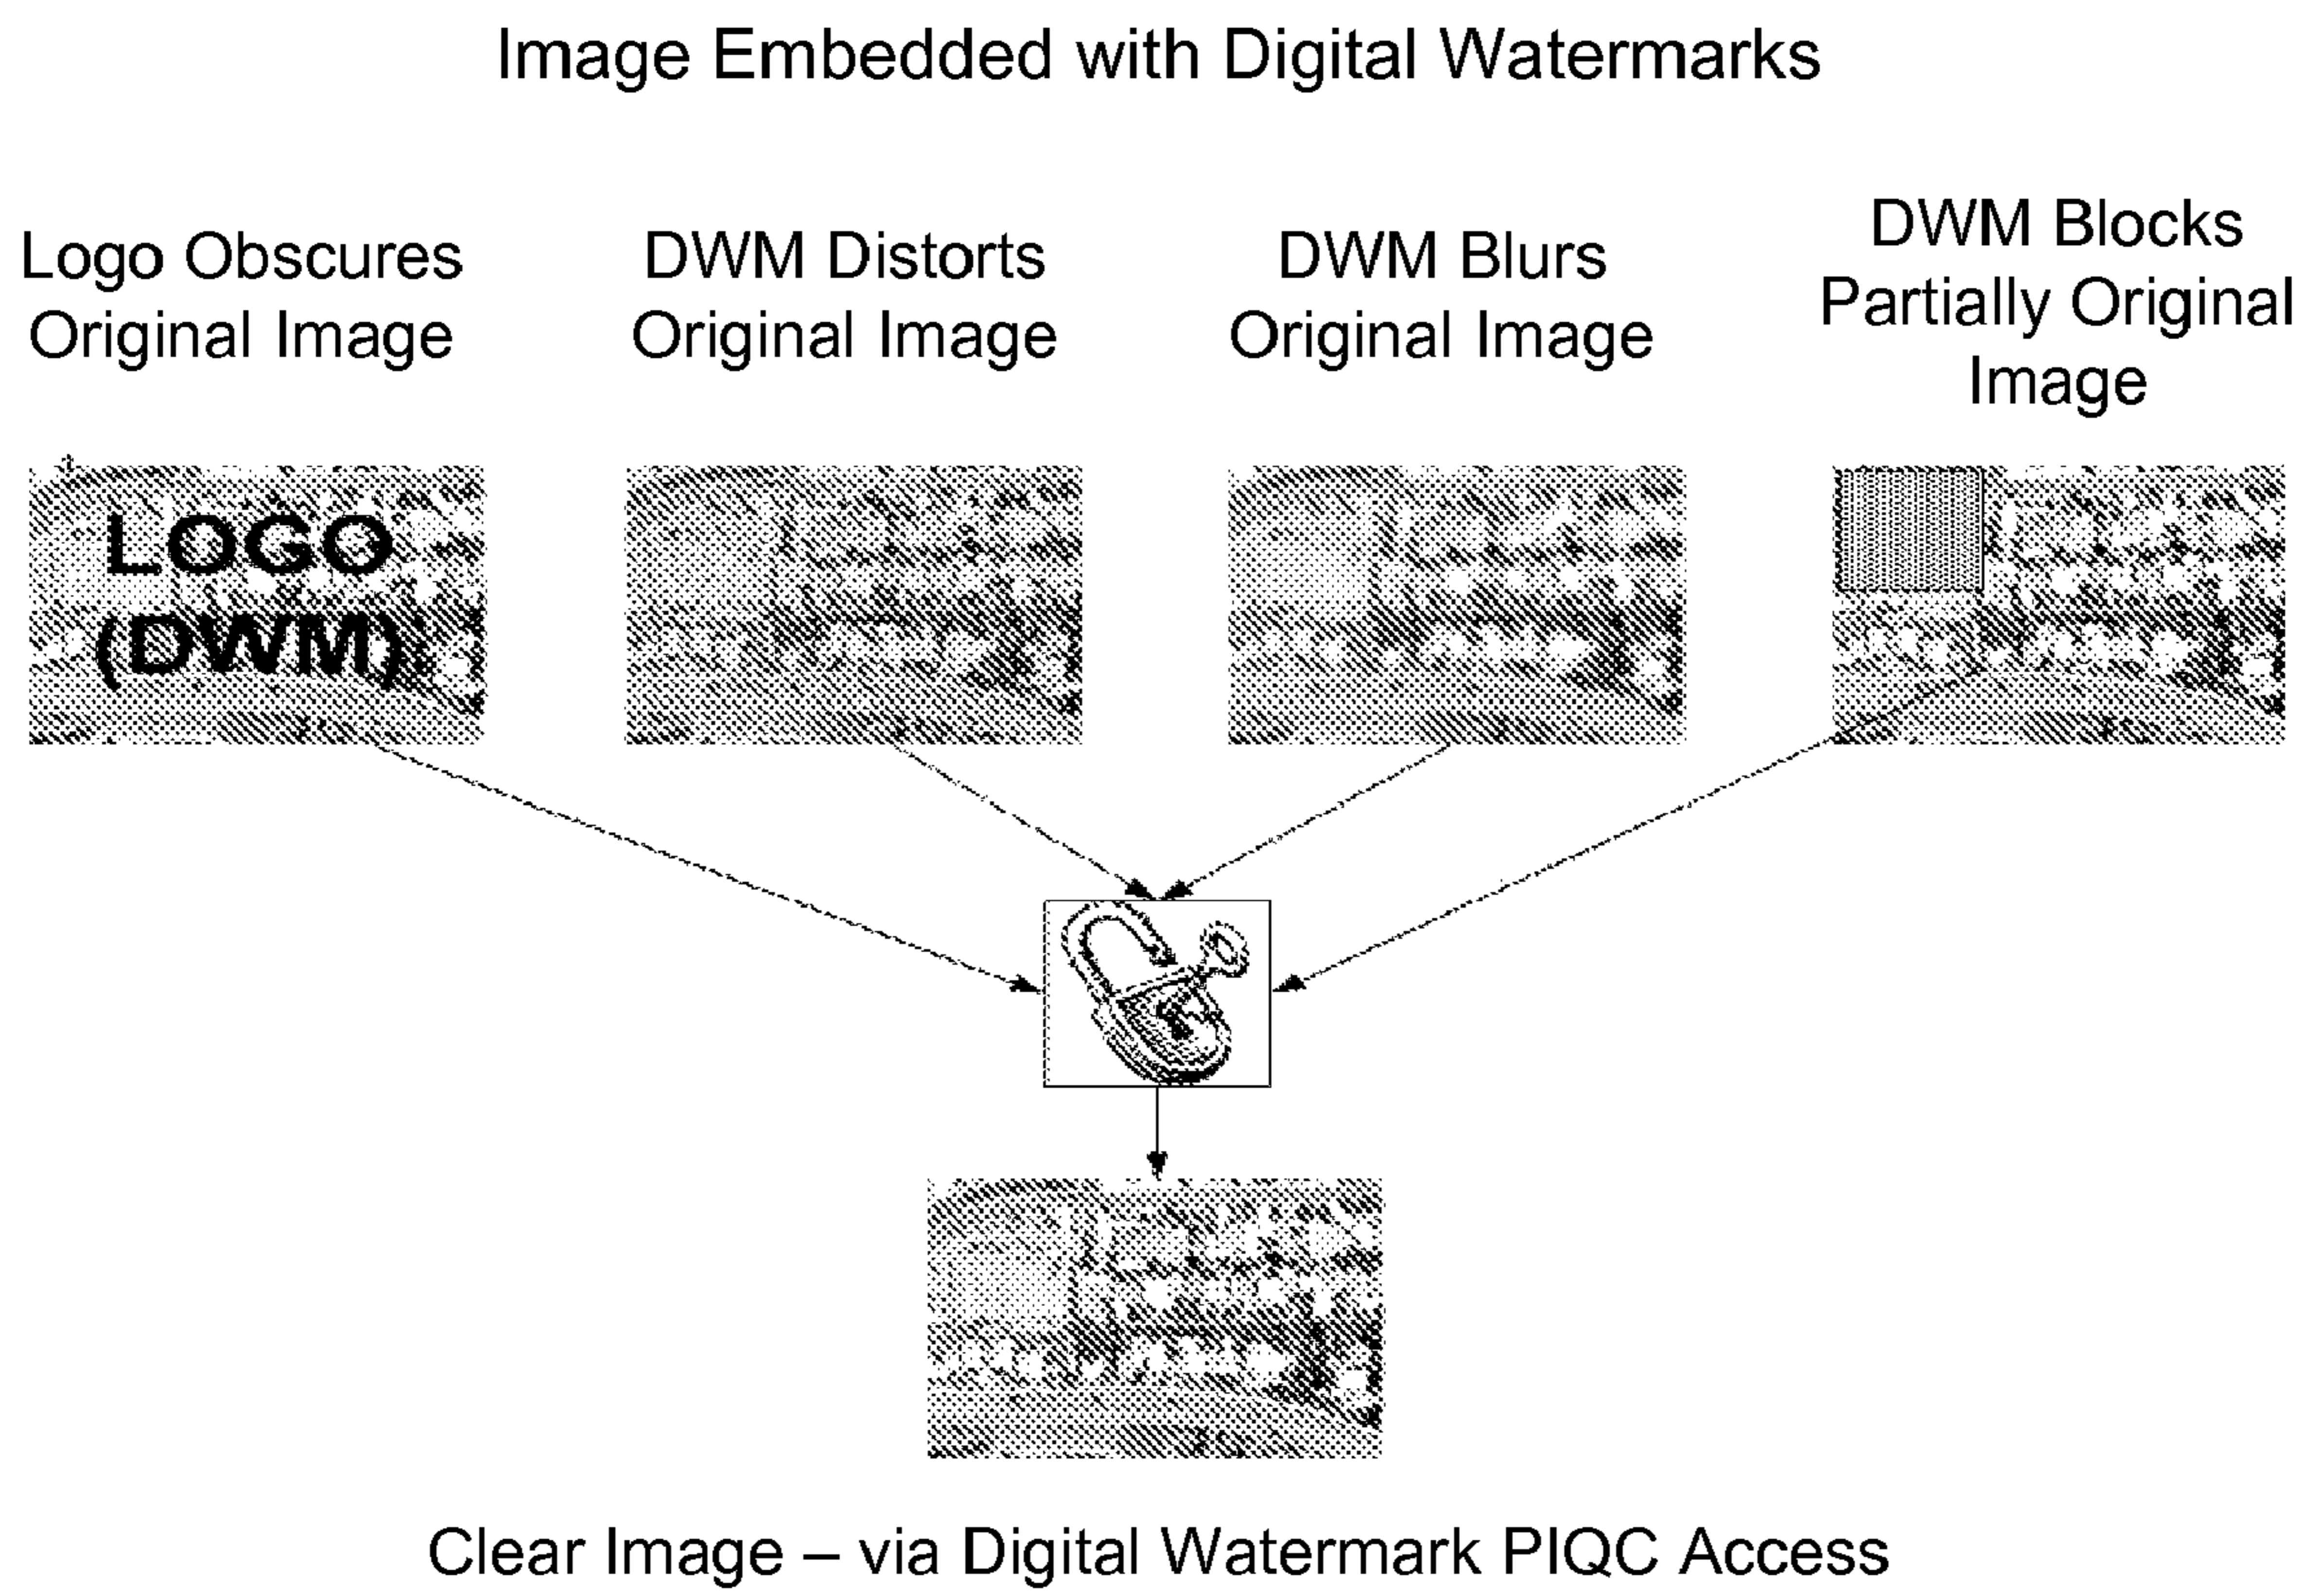 Image Embedded with Digital Watermarks
Logo Obscures
Original Image
DWM Distorts
Original Image
DWM Blurs
Original Image
DWM Blocks
Partially Original
Image
LOGO
(DWM)
Clear Image – via Digital Watermark PIQC Access